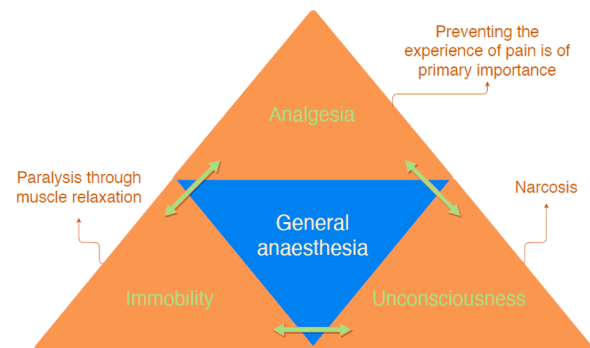 Preventing the
experience of pain is of
primary importance
Analgesia
Paralysis through
muscle relaxation
Narcosis
General
anaesthesia
Immobility
Unconsciousness